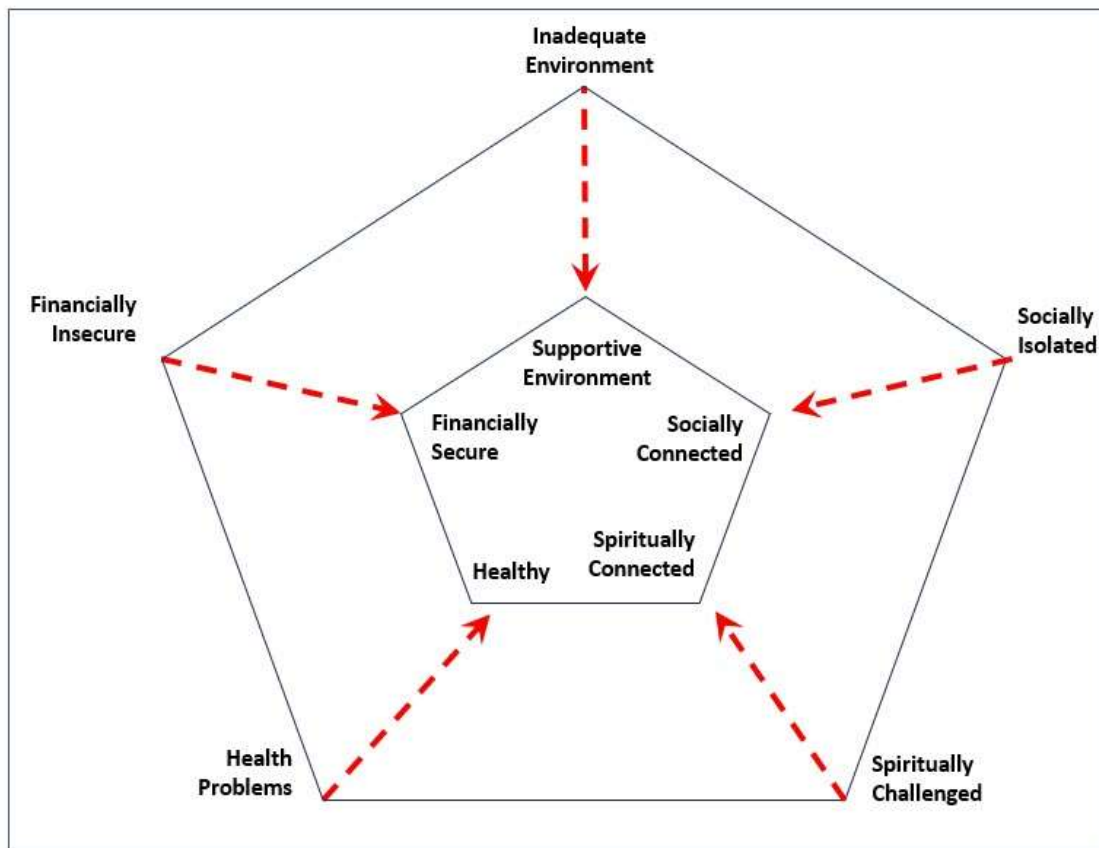 Inadequate
Environment
Financially
Insecure
Socially
Isolated
Supportive
Environment
Financially
Secure
Socially
Connected
Healthy
Spiritually
Connected
Health
Problems
Spiritually
Challenged